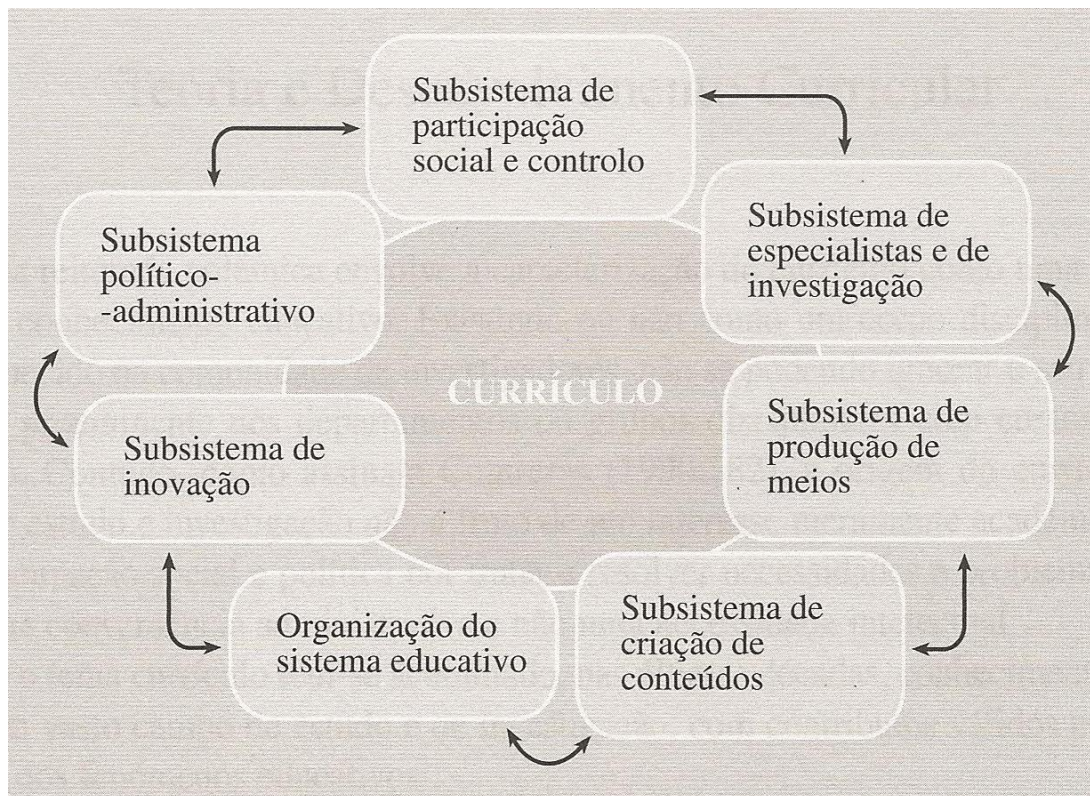 Subsistema de
participação
social e controlo
Subsistema
político-
-administrativo
Subsistema de
especialistas e de
investigação
CURRÍCULO
Subsistema de
inovação
Subsistema de
produção de
meios
Organização do
sistema educativo
Subsistema de
criação de
conteúdos